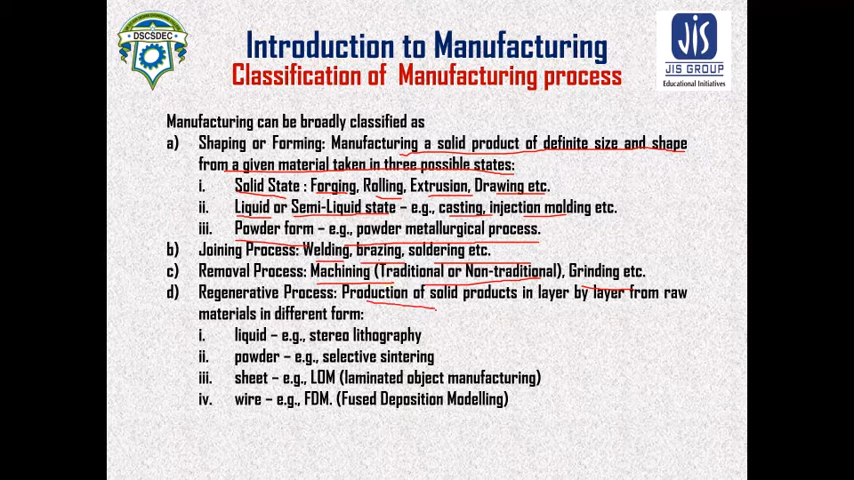 DSCSDEC
JIS
JIS GROUP
Educational Initiatives
Introduction to Manufacturing
Classification of Manufacturing process
Manufacturing can be broadly classified as
a) Shaping or Forming: Manufacturing a solid product of definite size and shape
from a given material taken in three possible states:
i. Solid State : Forging, Rolling, Extrusion, Drawing etc.
ii. Liquid or Semi-Liquid state – e.g., casting, injection molding etc.
iii. Powder form – e.g., powder metallurgical process.
b) Joining Process: Welding, brazing, soldering etc.
c) Removal Process: Machining (Traditional or Non-traditional), Grinding etc.
d) Regenerative Process: Production of solid products in layer by layer from raw
materials in different form:
i. liquid – e.g., stereo lithography
ii. powder – e.g., selective sintering
iii. sheet – e.g., LOM (laminated object manufacturing)
iv. wire – e.g., FDM. (Fused Deposition Modelling)